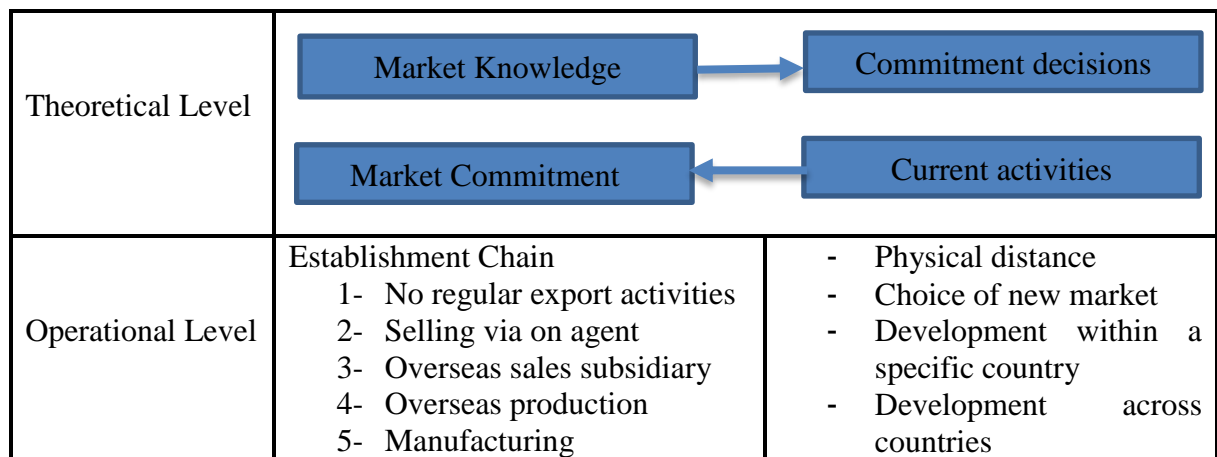 Theoretical Level
Market Knowledge
Commitment decisions
Market Commitment
Current activities
Operational Level
Establishment Chain
1- No regular export activities
2- Selling via on agent
3- Overseas sales subsidiary
4- Overseas production
5- Manufacturing
- Physical distance
- Choice of new market
- Development within a
specific country
- Development across
countries